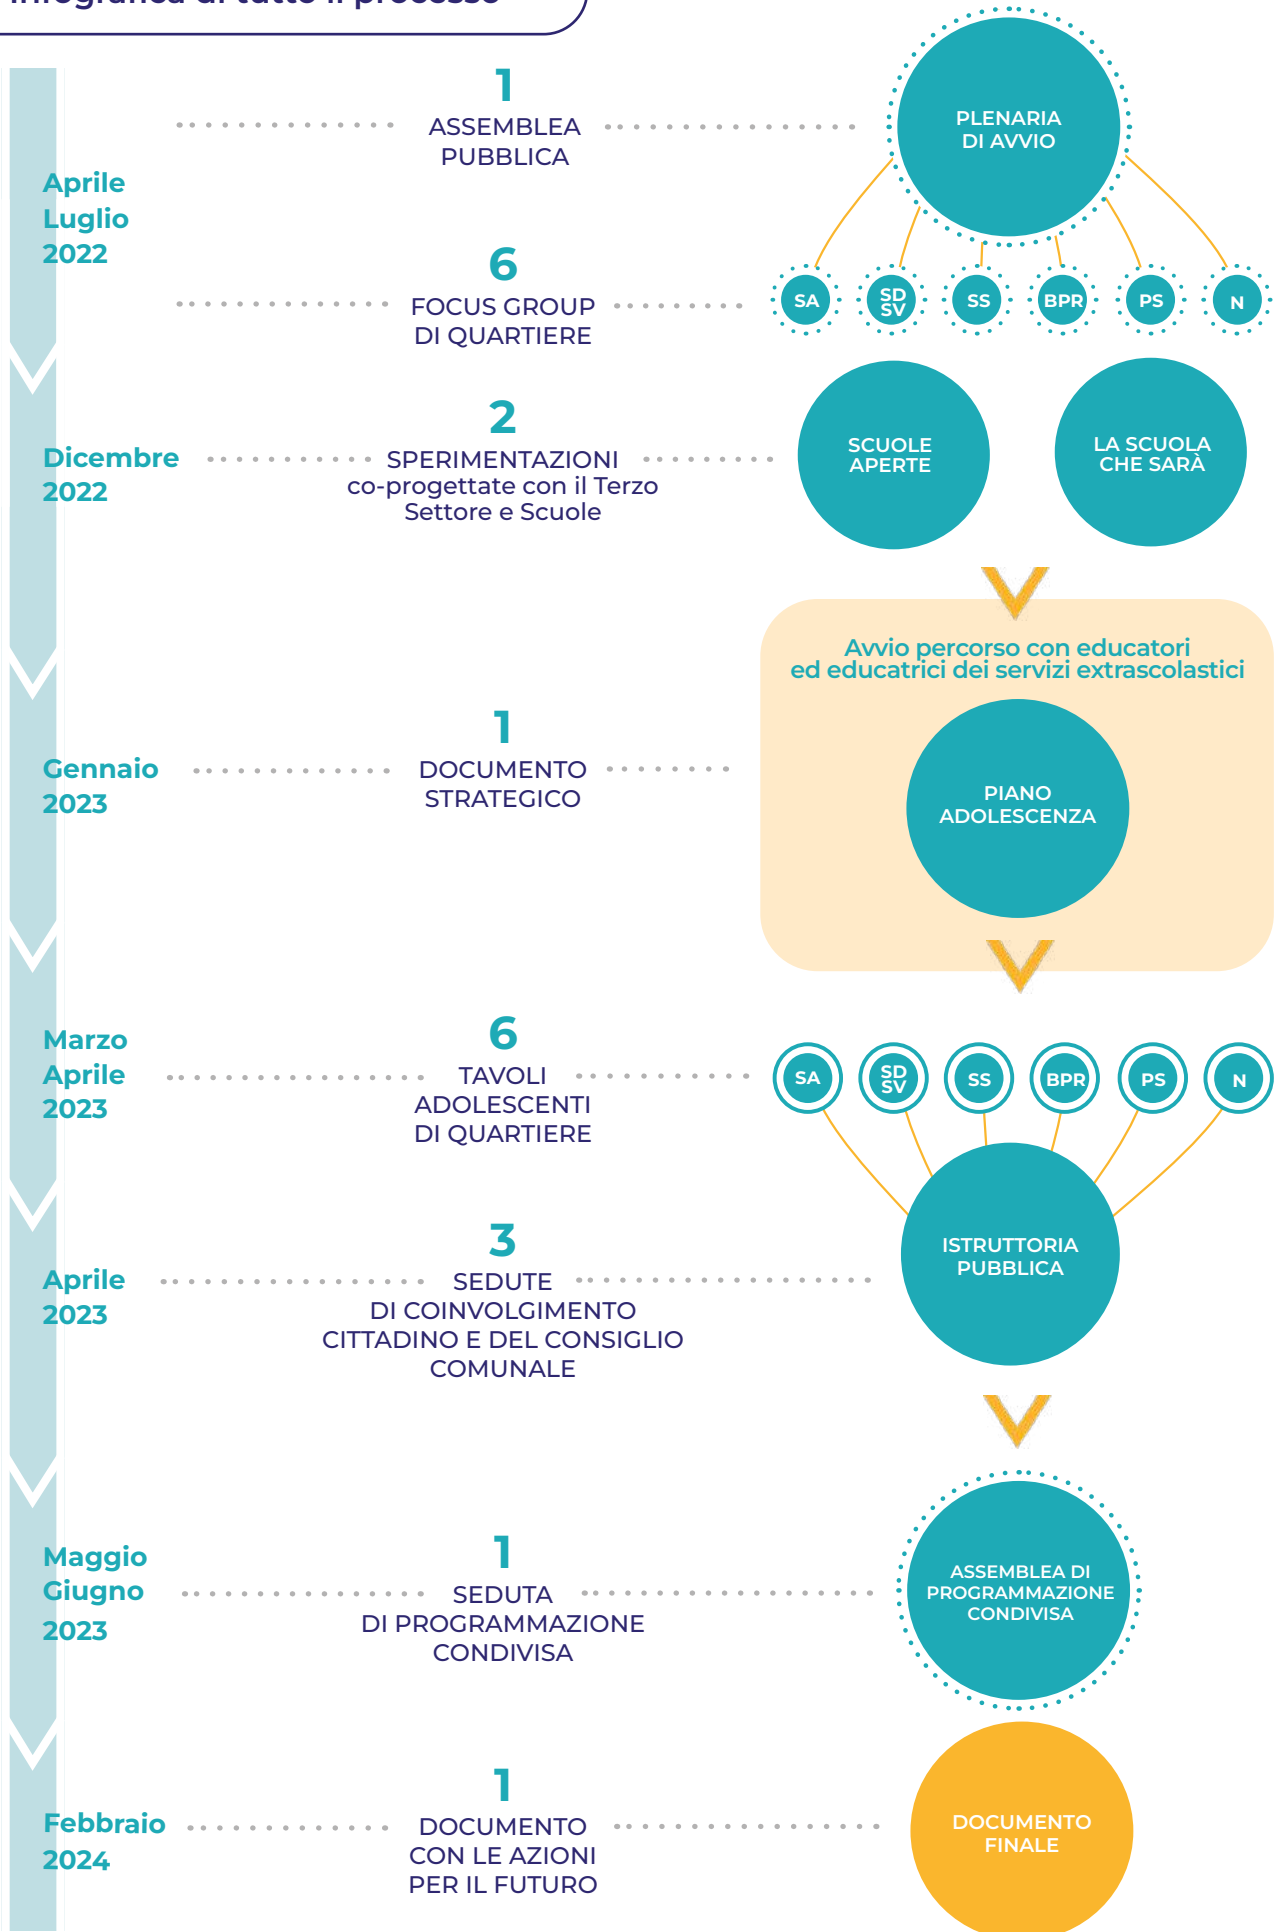 Infografica di tutto il processo
Aprile
Luglio
2022
1
ASSEMBLEA
PUBBLICA
PLENARIA
DI AVVIO
6
FOCUS GROUP
DI QUARTIERE
SA
SD
SV
SS
BPR
PS
N
Dicembre
2022
2
SPERIMENTAZIONI
co-progettate con il Terzo
Settore e Scuole
SCUOLE
APERTE
LA SCUOLA
CHE SARÀ
Avvio percorso con educatori
ed educatrici dei servizi extrascolastici
Gennaio
2023
1
DOCUMENTO
STRATEGICO
PIANO
ADOLESCENZA
Marzo
Aprile
2023
6
TAVOLI
ADOLESCENTI
DI QUARTIERE
SA
SD
SV
SS
BPR
PS
N
Aprile
2023
3
SEDUTE
DI COINVOLGIMENTO
CITTADINO E DEL CONSIGLIO
COMUNALE
ISTRUTTORIA
PUBBLICA
Maggio
Giugno
2023
1
SEDUTA
DI PROGRAMMAZIONE
CONDIVISA
ASSEMBLEA DI
PROGRAMMAZIONE
CONDIVISA
Febbraio
2024
1
DOCUMENTO
CON LE AZIONI
PER IL FUTURO
DOCUMENTO
FINALE